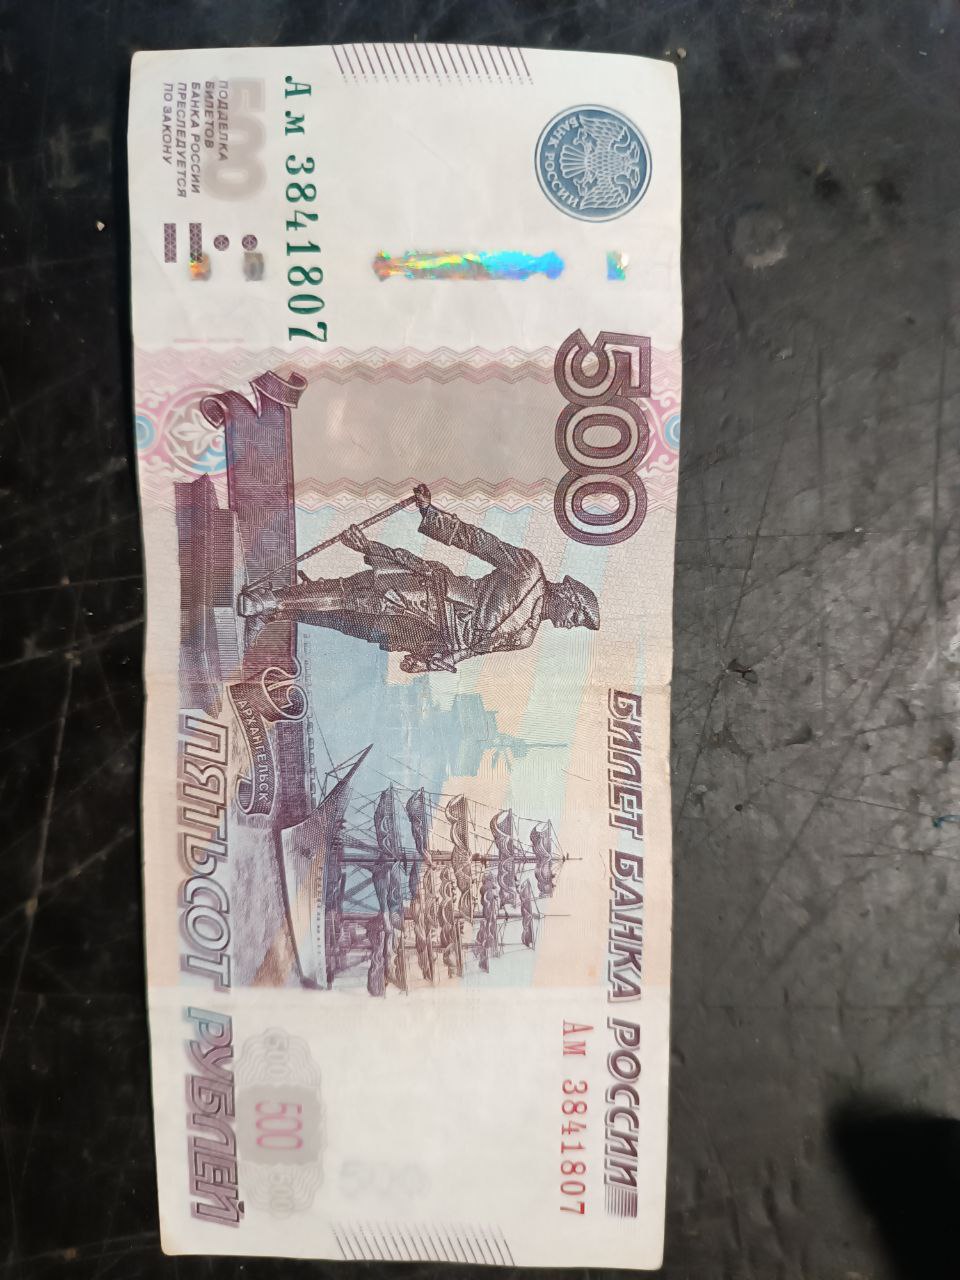 500
БИЛЕТ БАНКА РОССИИ
БАНК РОССИИ
Ам 3841807
Ам 3841807
АРХАНГЕЛЬСК
500
500 500 500
ПОДДЕЛКА
БИЛЕТОВ
БАНКА РОССИИ
ПРЕСЛЕДУЕТСЯ
ПО ЗАКОНУ
ПЯТЬСОТ РУБЛЕЙ